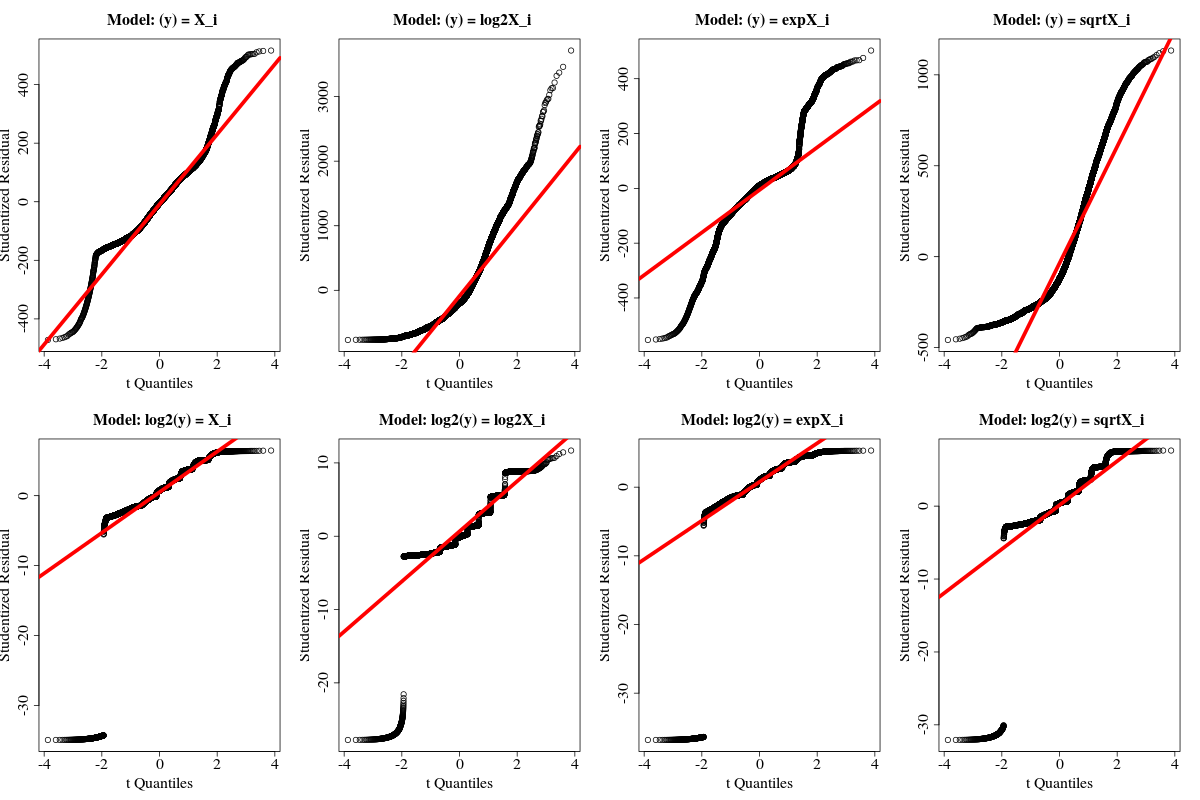 Model: (y) = X_i
Studentized Residual
400
200
0
-200
-400
-4 -2 0 2 4
t Quantiles
Model: (y) = log2X_i
Studentized Residual
3000
2000
1000
0
-4 -2 0 2 4
t Quantiles
Model: (y) = expX_i
Studentized Residual
400
200
0
-200
-400
-4 -2 0 2 4
t Quantiles
Model: (y) = sqrtX_i
Studentized Residual
1000
500
0
-500
-4 -2 0 2 4
t Quantiles
Model: log2(y) = X_i
Studentized Residual
0
-10
-20
-30
-4 -2 0 2 4
t Quantiles
Model: log2(y) = log2X_i
Studentized Residual
10
0
-10
-20
-4 -2 0 2 4
t Quantiles
Model: log2(y) = expX_i
Studentized Residual
0
-10
-20
-30
-4 -2 0 2 4
t Quantiles
Model: log2(y) = sqrtX_i
Studentized Residual
0
-10
-20
-30
-4 -2 0 2 4
t Quantiles